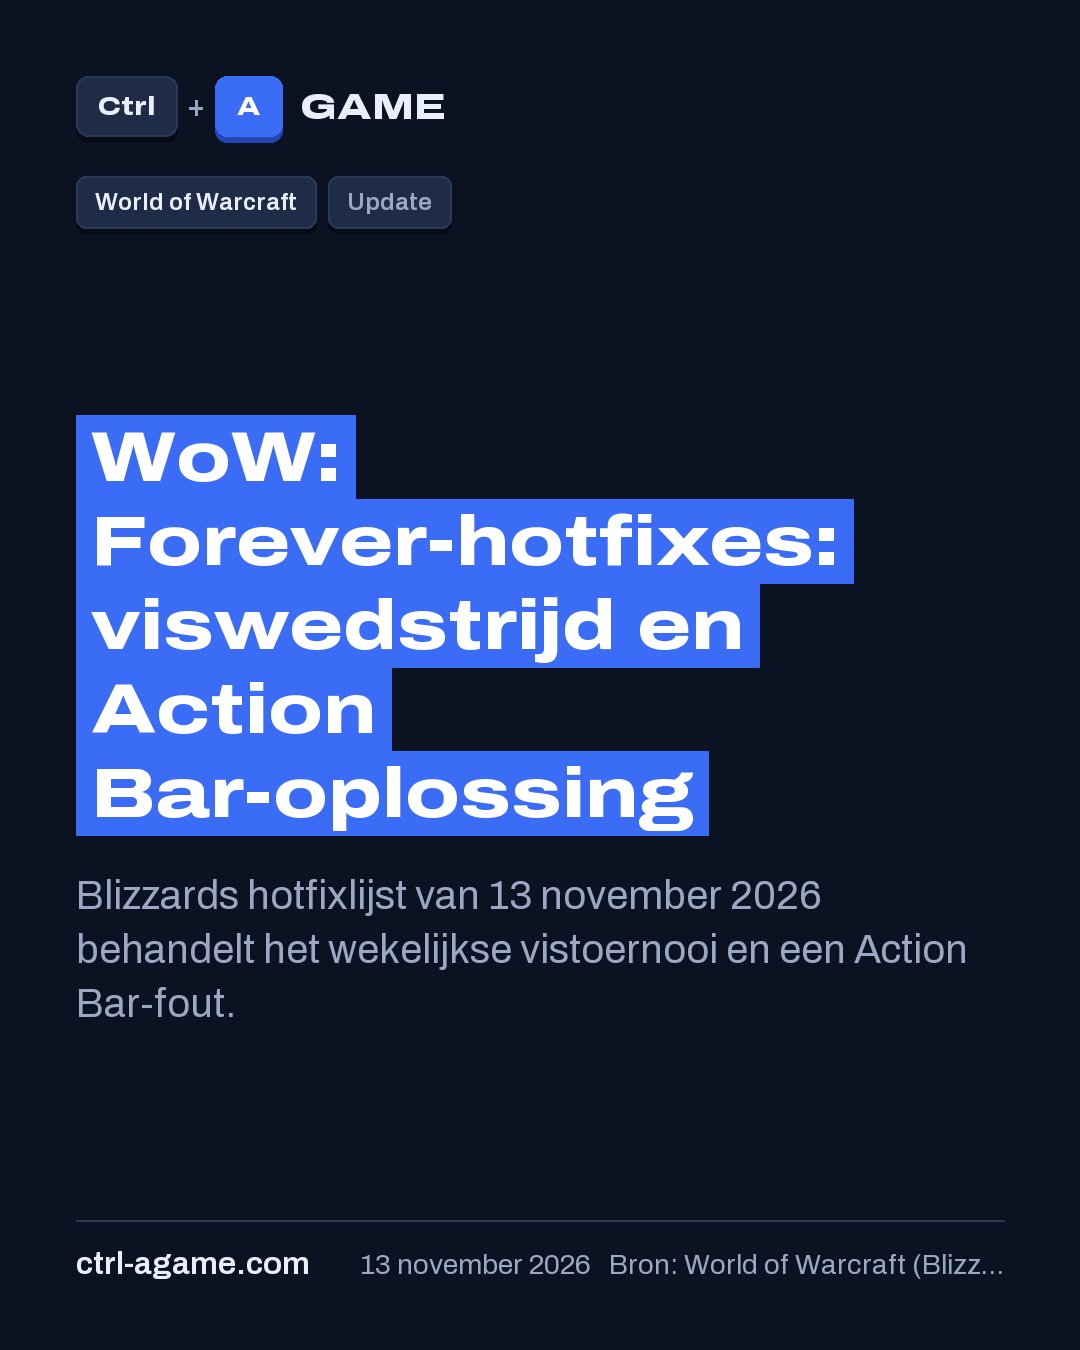 Ctrl + A GAME
World of Warcraft Update
WoW:
Forever-hotfixes:
viswedstrijd en
Action
Bar-oplossing
Blizzards hotfixlijst van 13 november 2026
behandelt het wekelijkse vistoernooi en een Action
Bar-fout.
ctrl-agame.com 13 november 2026 Bron: World of Warcraft (Blizz...